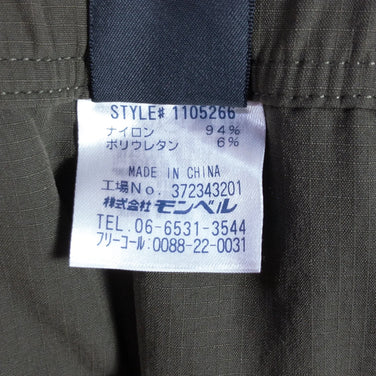 STYLE# 1105266
ナイロン 94%
ポリウレタン 6%
MADE IN CHINA
工場No. 372343201
株式会社 モンベル
TEL. 06-6531-3544
フリーコール: 0088-22-0031